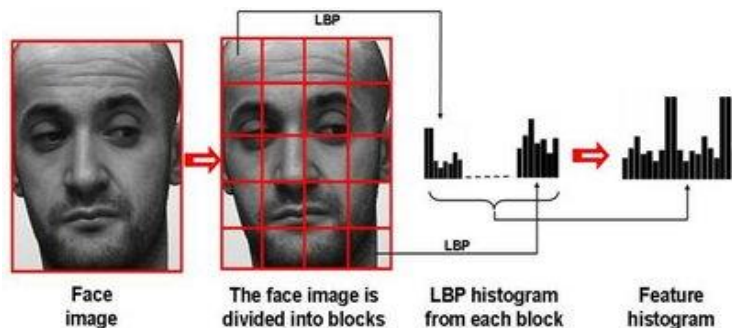 LBP
LBP
Face
image
The face image is
divided into blocks
LBP histogram
from each block
Feature
histogram